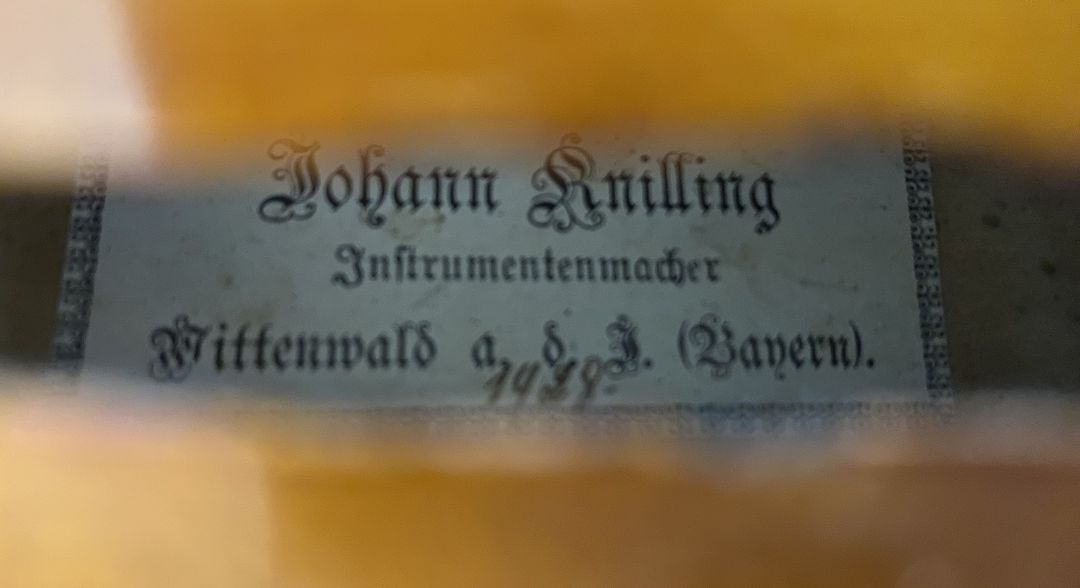 Johann Knilling
Instrumentenmacher
Mittenwald a. d. J. (Bayern).